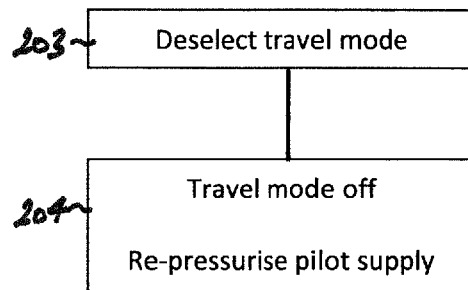 203 Deselect travel mode
204 Travel mode off
Re-pressurise pilot supply